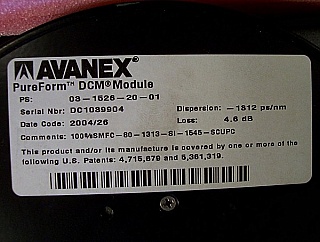 AVANEX®
PureForm™ DCM® Module
PS: 03-1526-20-01
Serial Nbr: DC1039904 Dispersion: -1312 ps/nm
Date Code: 2004/26 Loss: 4.6 dB
Comments: 100%SMFC-80-1313-SI-1545-SCUPC
This product and/or its manufacture is covered by one or more of the
following U.S. Patents: 4,715,679 and 5,361,319.